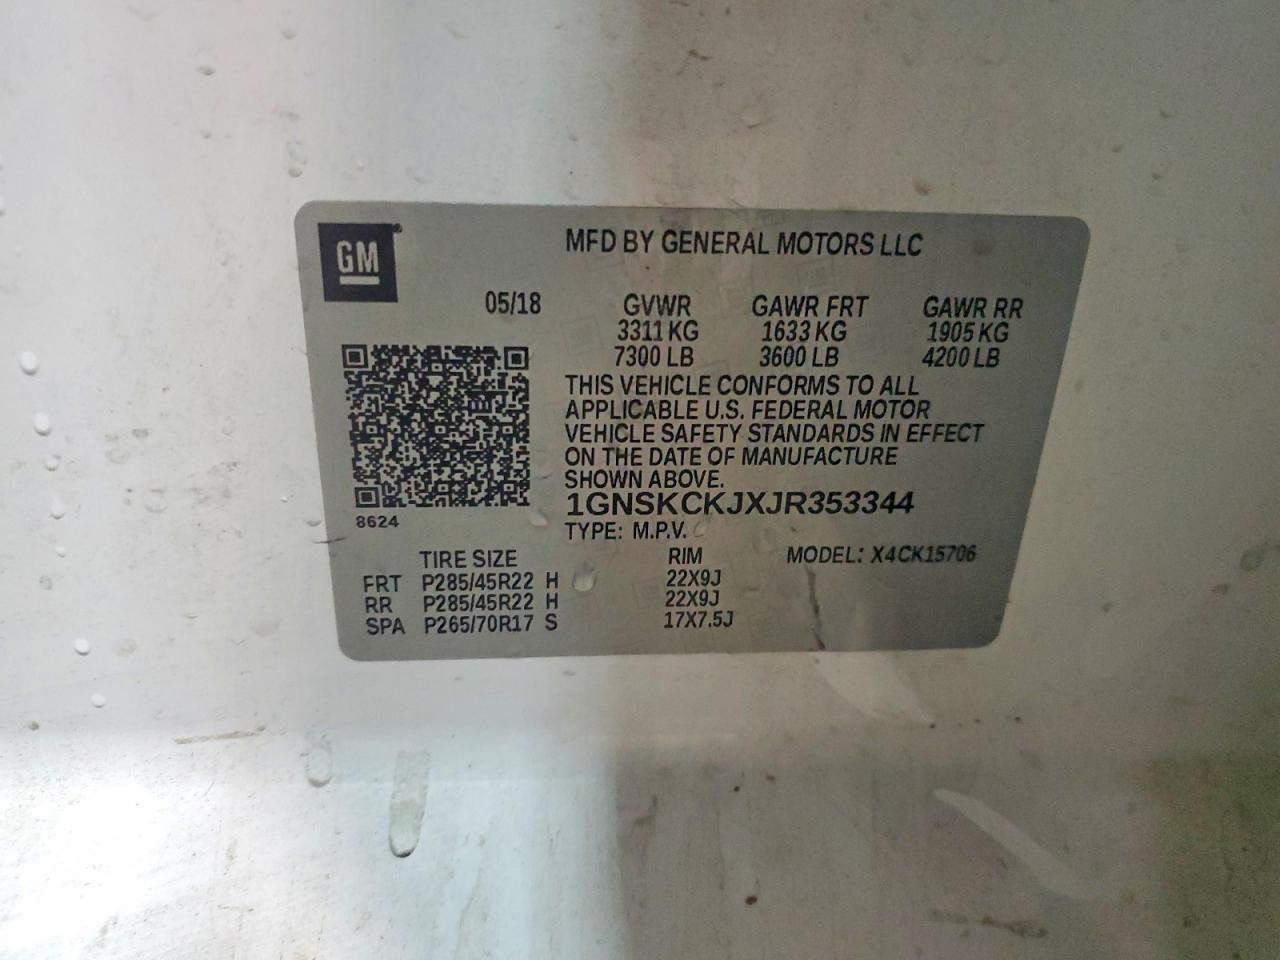 GM
MFD BY GENERAL MOTORS LLC
05/18 GVWR GAWR FRT GAWR RR
3311 KG 1633 KG 1905 KG
7300 LB 3600 LB 4200 LB
THIS VEHICLE CONFORMS TO ALL
APPLICABLE U.S. FEDERAL MOTOR
VEHICLE SAFETY STANDARDS IN EFFECT
ON THE DATE OF MANUFACTURE
SHOWN ABOVE.
1GNSKCKJXJR353344
8624
TYPE: M.P.V.
TIRE SIZE RIM MODEL: X4CK15706
FRT P285/45R22 H 22X9J
RR P285/45R22 H 22X9J
SPA P265/70R17 S 17X7.5J